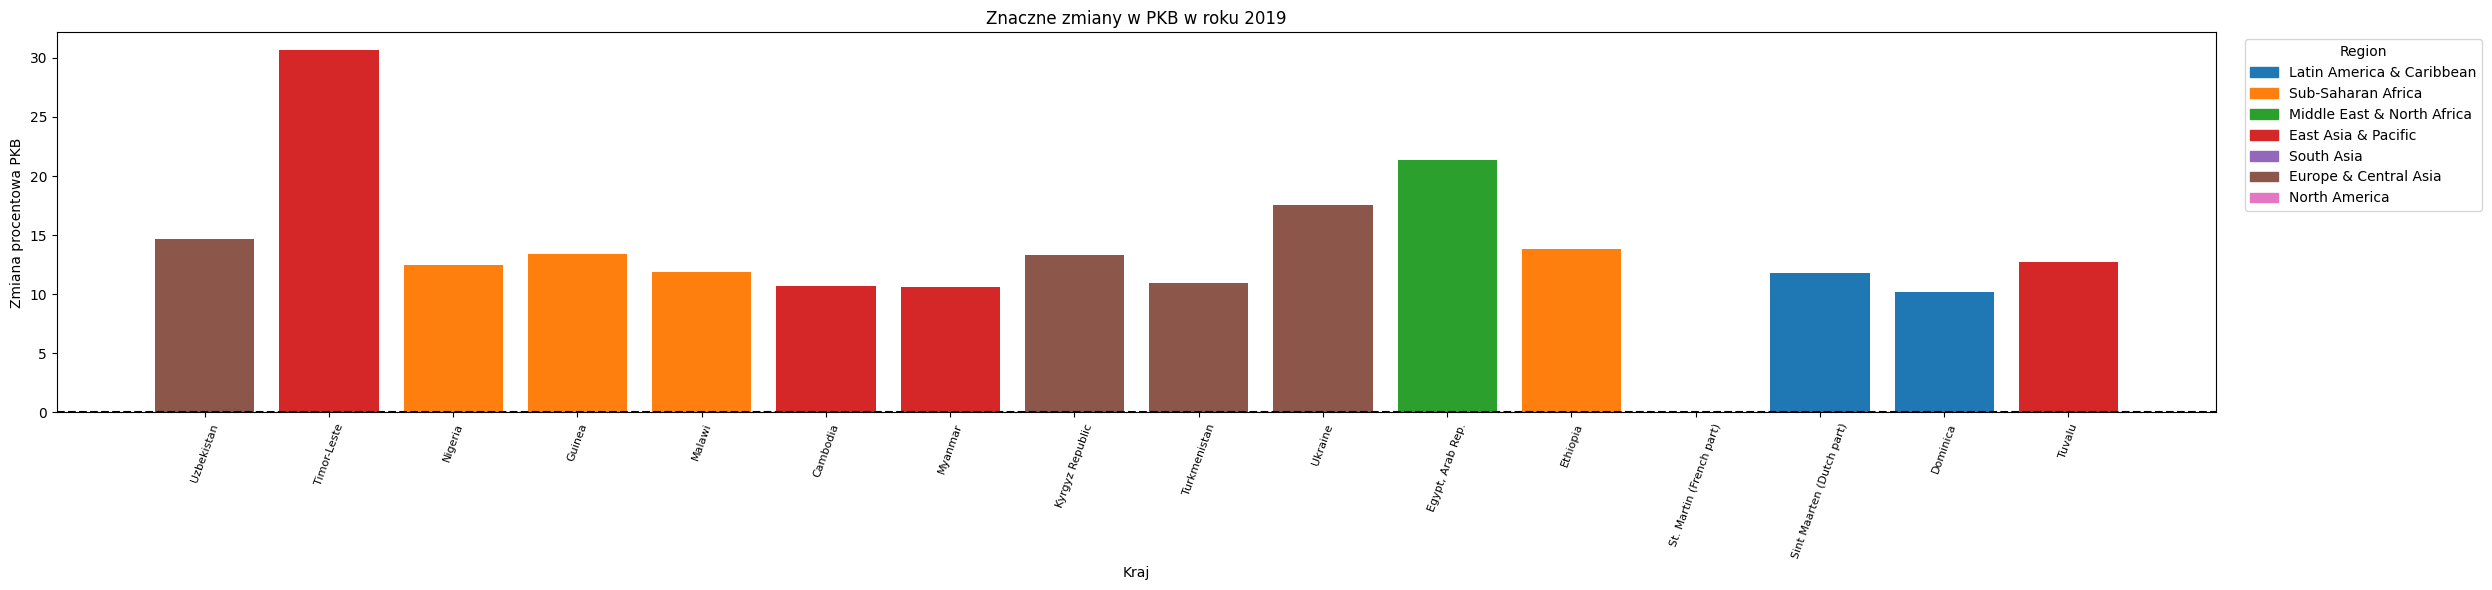 Znaczne zmiany w PKB w roku 2019
Zmiana procentowa PKB
30
25
20
15
10
5
0
Uzbekistan
Timor-Leste
Nigeria
Guinea
Malawi
Cambodia
Myanmar
Kyrgyz Republic
Turkmenistan
Ukraine
Egypt, Arab Rep.
Ethiopia
St. Martin (French part)
Sint Maarten (Dutch part)
Dominica
Tuvalu
Kraj
Region
Latin America & Caribbean
Sub-Saharan Africa
Middle East & North Africa
East Asia & Pacific
South Asia
Europe & Central Asia
North America